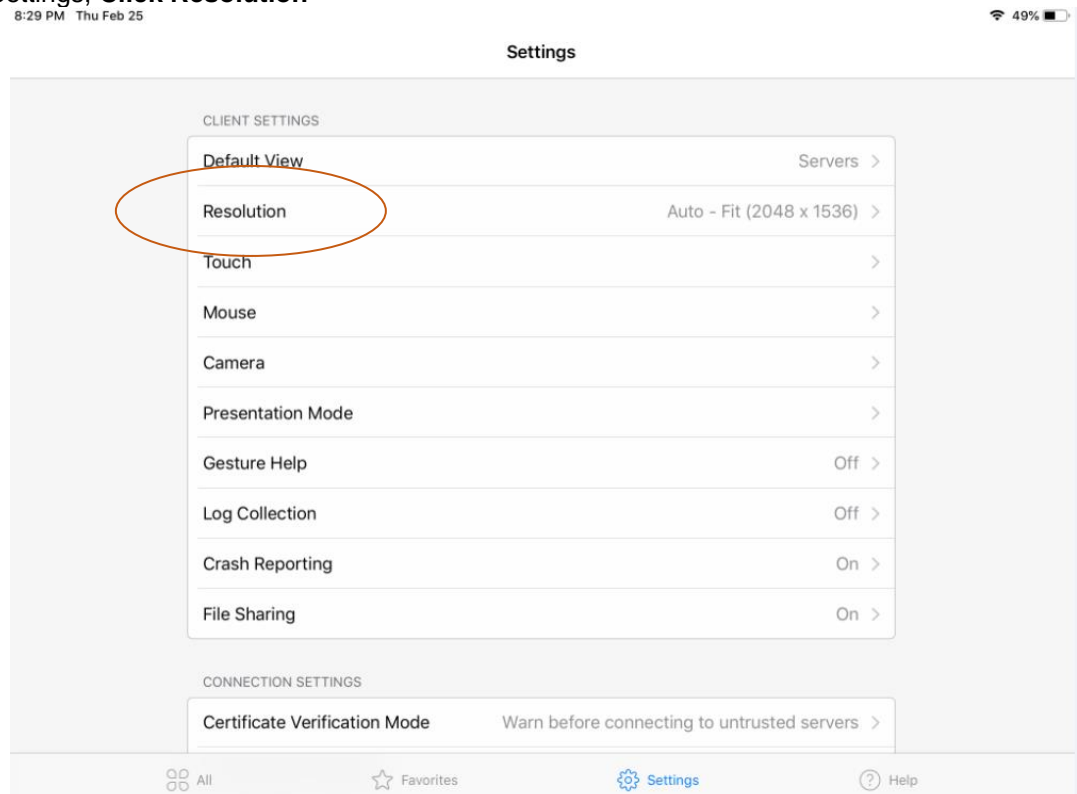 Click Resolution
8:29 PM Thu Feb 25 49%
Settings
CLIENT SETTINGS
Default View Servers
Resolution Auto - Fit (2048 x 1536)
Touch
Mouse
Camera
Presentation Mode
Gesture Help Off
Log Collection Off
Crash Reporting On
File Sharing On
CONNECTION SETTINGS
Certificate Verification Mode Warn before connecting to untrusted servers
All Favorites Settings Help